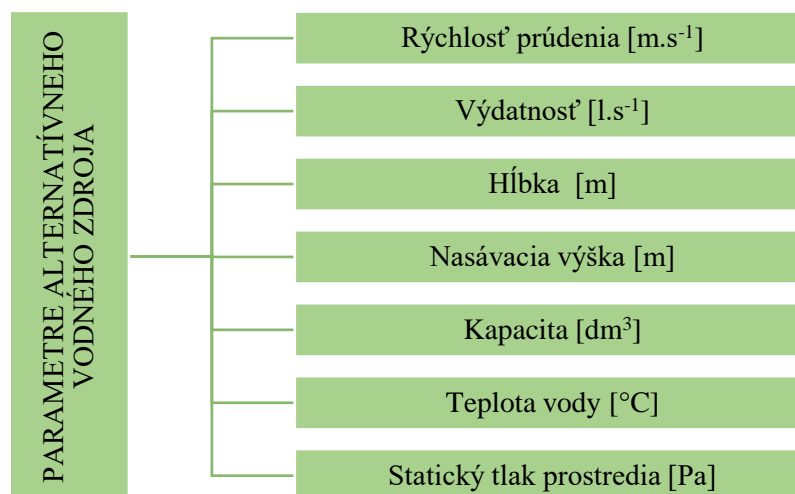 PARAMETRE ALTERNATÍVNEHO
VODNÉHO ZDROJA
Rýchlosť prúdenia [m.s⁻¹]
Výdatnosť [l.s⁻¹]
Hĺbka [m]
Nasávacia výška [m]
Kapacita [dm³]
Teplota vody [°C]
Statický tlak prostredia [Pa]